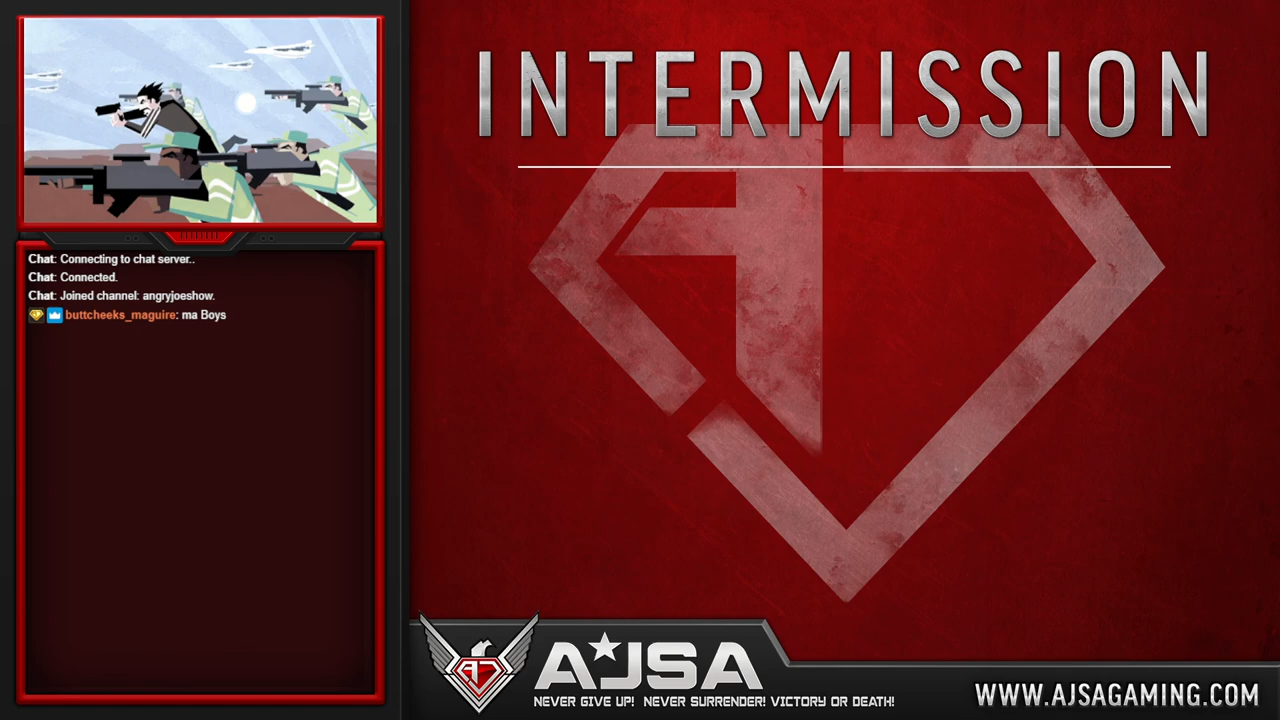 INTERMISSION
Chat: Connecting to chat server..
Chat: Connected.
Chat: Joined channel: angryjoeshow.
buttcheeks_maguire: ma Boys
AJSA
NEVER GIVE UP! NEVER SURRENDER! VICTORY OR DEATH!
WWW.AJSAGAMING.COM